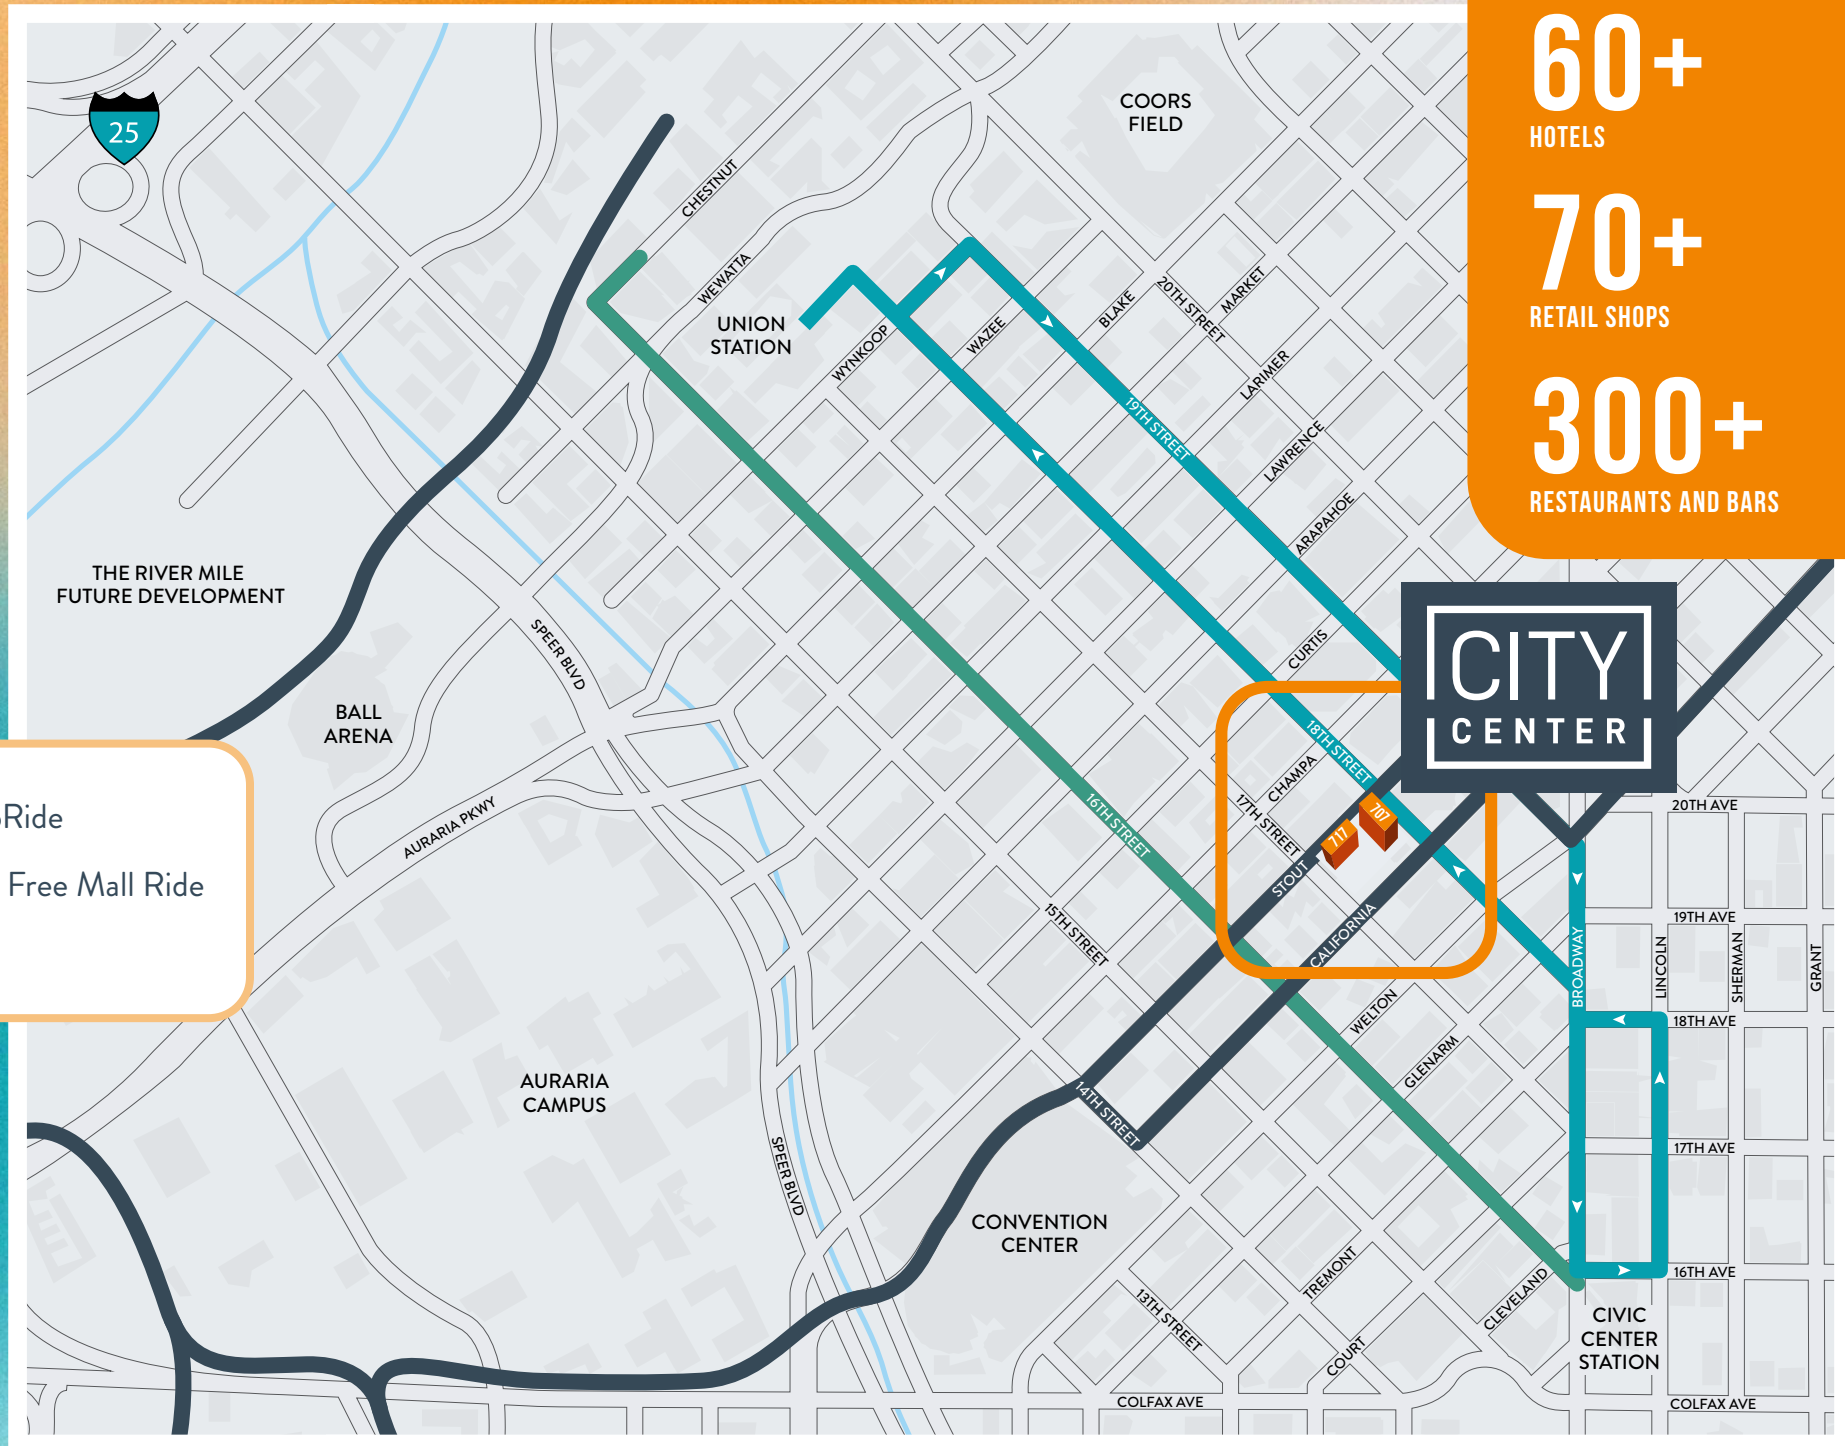 60+
HOTELS
70+
RETAIL SHOPS
300+
RESTAURANTS AND BARS
25
COORS
FIELD
CHESTNUT
WEWATTA
UNION
STATION
WYNKOOP
WAZEE
BLAKE
20TH STREET
MARKET
LARIMER
LAWRENCE
ARAPAHOE
CURTIS
19TH STREET
18TH STREET
CHAMPA
17TH STREET
16TH STREET
STOUT
717
707
CALIFORNIA
15TH STREET
14TH STREET
WELTON
GLENARM
TREMONT
COURT
CLEVELAND
13TH STREET
CITY
CENTER
THE RIVER MILE
FUTURE DEVELOPMENT
SPEER BLVD
BALL
ARENA
Ride
Free Mall Ride
AURARIA PKWY
AURARIA
CAMPUS
SPEER BLVD
CONVENTION
CENTER
20TH AVE
19TH AVE
BROADWAY
LINCOLN
SHERMAN
GRANT
18TH AVE
17TH AVE
16TH AVE
CIVIC
CENTER
STATION
COLFAX AVE
COLFAX AVE